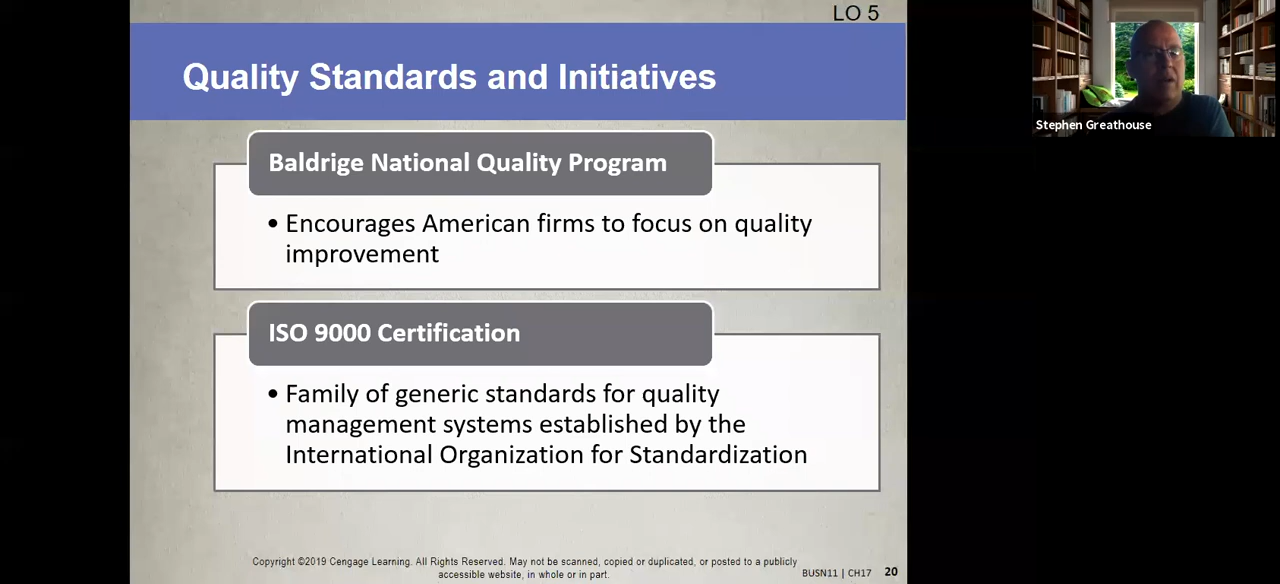 LO 5
Quality Standards and Initiatives
Stephen Greathouse
Baldrige National Quality Program
• Encourages American firms to focus on quality
improvement
ISO 9000 Certification
• Family of generic standards for quality
management systems established by the
International Organization for Standardization
Copyright ©2019 Cengage Learning. All Rights Reserved. May not be scanned, copied or duplicated, or posted to a publicly
accessible website, in whole or in part.
BUSN11 | CH17 20